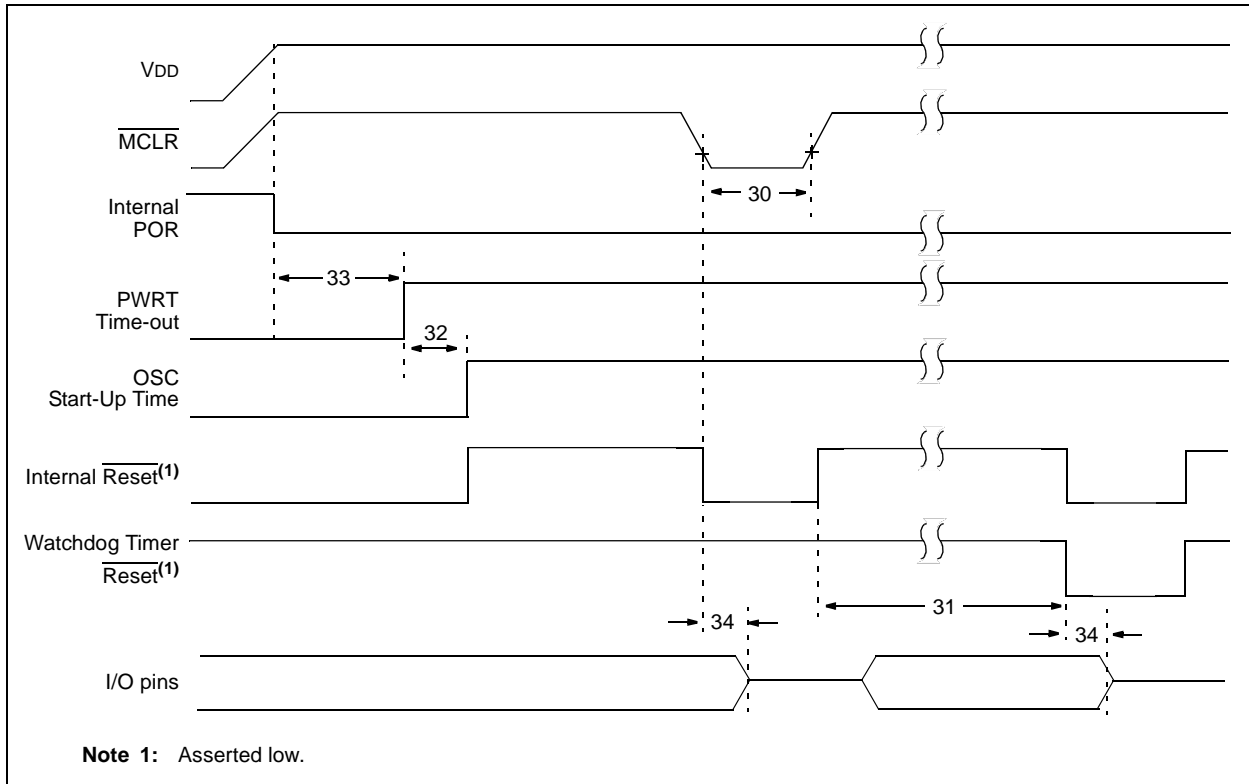 VDD
MCLR
30
Internal
POR
33
PWRT
Time-out
32
OSC
Start-Up Time
Internal Reset(1)
Watchdog Timer
Reset(1)
31
34
34
I/O pins
Note 1: Asserted low.